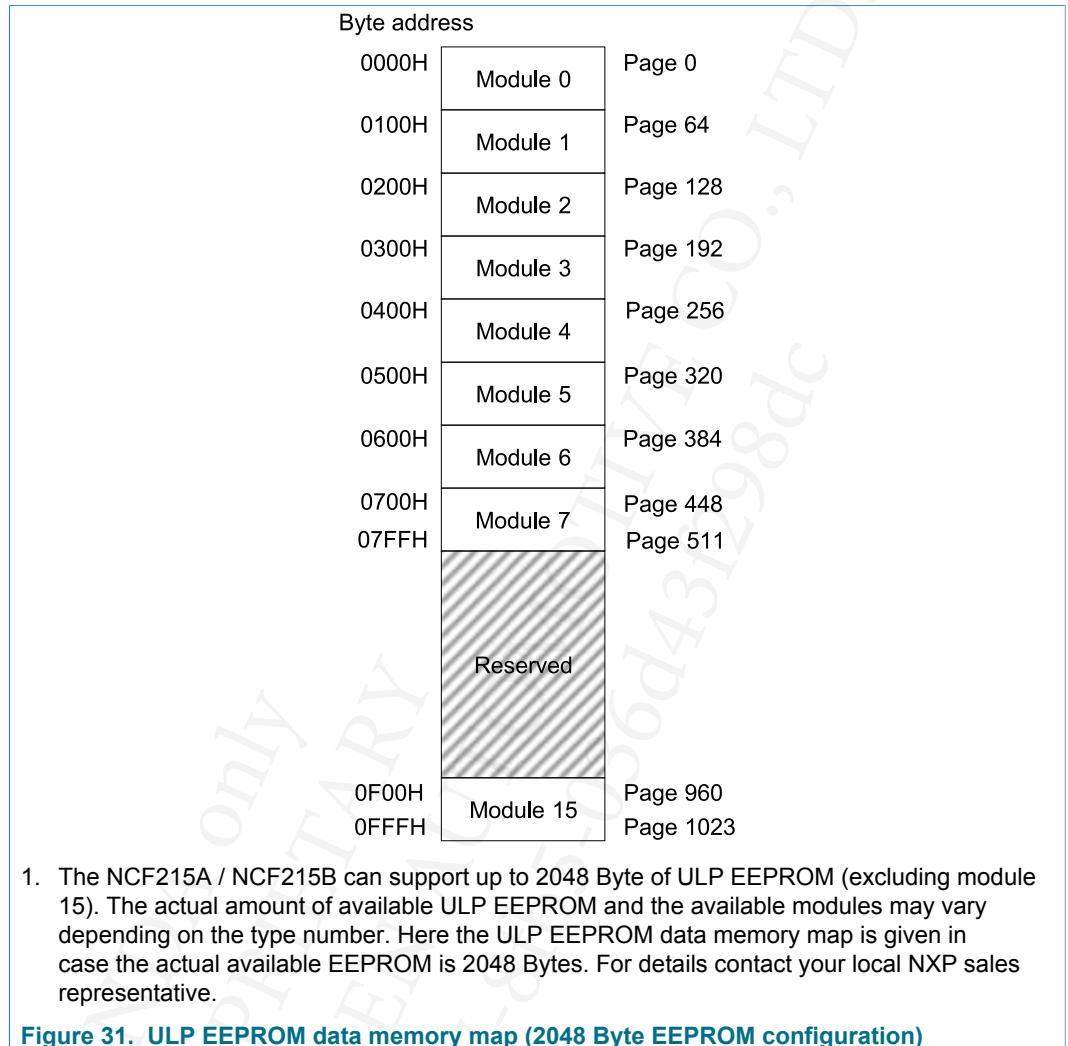 Byte address
0000H Module 0 Page 0
0100H Module 1 Page 64
0200H Module 2 Page 128
0300H Module 3 Page 192
0400H Module 4 Page 256
0500H Module 5 Page 320
0600H Module 6 Page 384
0700H Module 7 Page 448
07FFH Page 511
Reserved
0F00H Module 15 Page 960
0FFFH Page 1023
1. The NCF215A / NCF215B can support up to 2048 Byte of ULP EEPROM (excluding module
15). The actual amount of available ULP EEPROM and the available modules may vary
depending on the type number. Here the ULP EEPROM data memory map is given in
case the actual available EEPROM is 2048 Bytes. For details contact your local NXP sales
representative.
Figure 31. ULP EEPROM data memory map (2048 Byte EEPROM configuration)